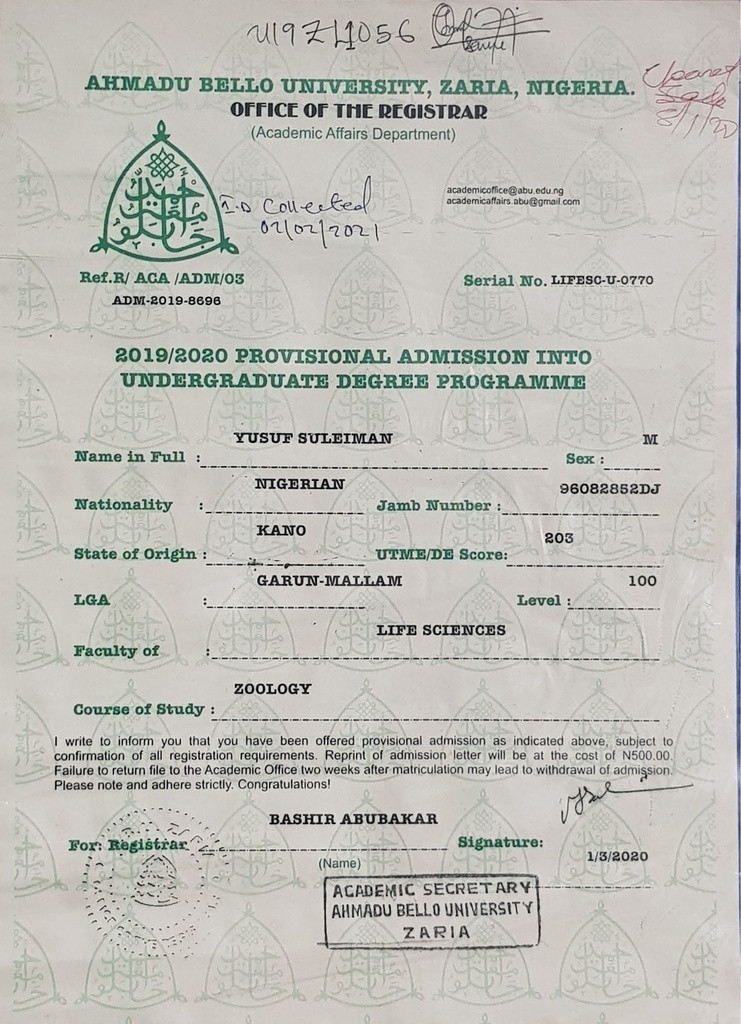 U19ZL1056
AHMADU BELLO UNIVERSITY, ZARIA, NIGERIA.
OFFICE OF THE REGISTRAR
(Academic Affairs Department)
Cleared
8/1/20
I.D Collected
02/02/2021
academicoffice@abu.edu.ng
academicaffairs.abu@gmail.com
Ref.R/ ACA /ADM/03
Serial No. LIFESC-U-0770
ADM-2019-8696
2019/2020 PROVISIONAL ADMISSION INTO
UNDERGRADUATE DEGREE PROGRAMME
Name in Full : YUSUF SULEIMAN Sex : M
Nationality : NIGERIAN Jamb Number : 96082852DJ
State of Origin : KANO UTME/DE Score: 203
LGA : GARUN-MALLAM Level : 100
Faculty of : LIFE SCIENCES
Course of Study : ZOOLOGY
I write to inform you that you have been offered provisional admission as indicated above, subject to
confirmation of all registration requirements. Reprint of admission letter will be at the cost of N500.00.
Failure to return file to the Academic Office two weeks after matriculation may lead to withdrawal of admission.
Please note and adhere strictly. Congratulations!
For: Registrar BASHIR ABUBAKAR Signature:
(Name)
1/3/2020
ACADEMIC SECRETARY
AHMADU BELLO UNIVERSITY
ZARIA